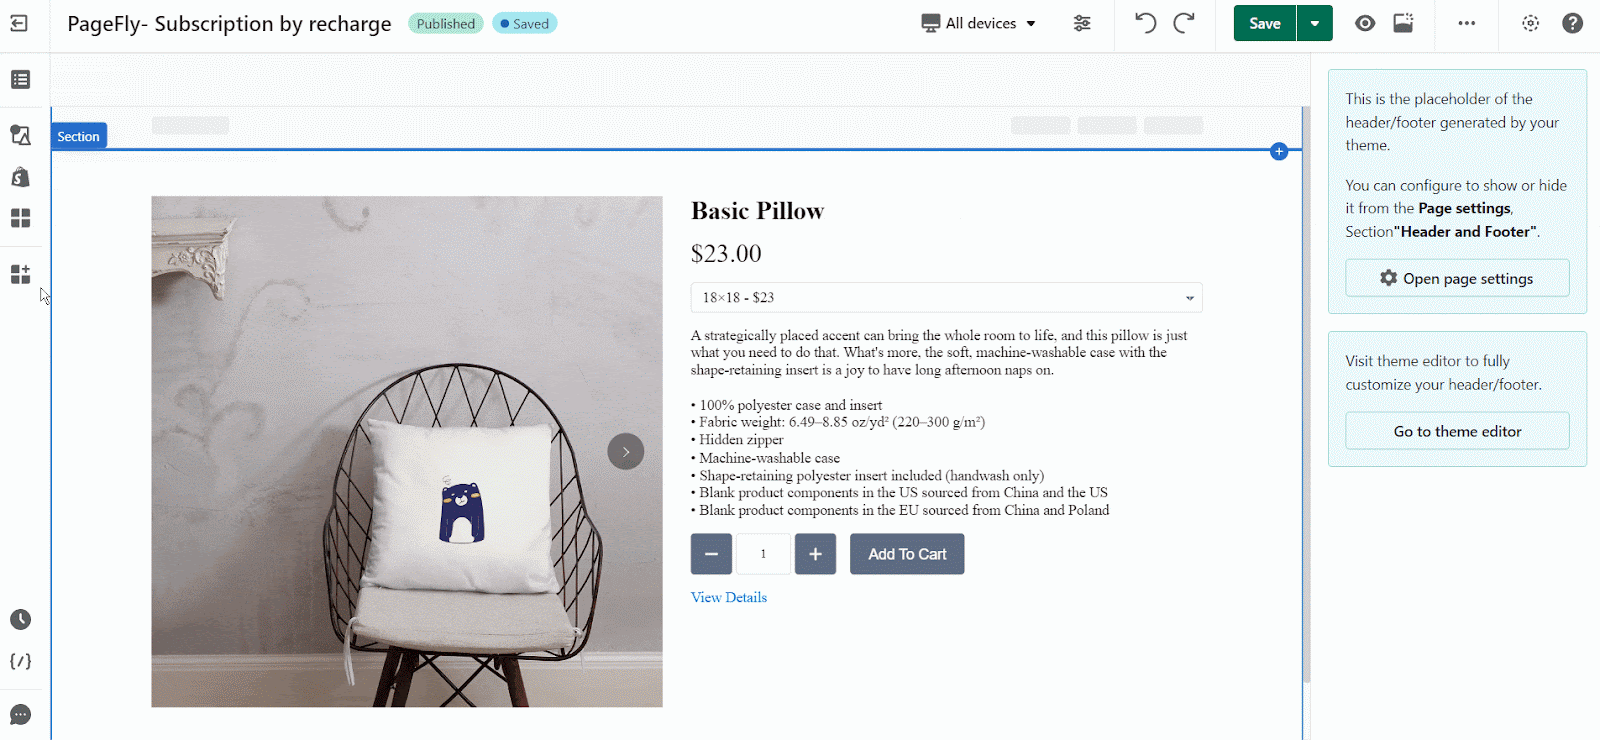 PageFly- Subscription by recharge
Published
Saved
All devices
Save
Section
Basic Pillow
$23.00
18×18 - $23
A strategically placed accent can bring the whole room to life, and this pillow is just
what you need to do that. What's more, the soft, machine-washable case with the
shape-retaining insert is a joy to have long afternoon naps on.
• 100% polyester case and insert
• Fabric weight: 6.49–8.85 oz/yd² (220–300 g/m²)
• Hidden zipper
• Machine-washable case
• Shape-retaining polyester insert included (handwash only)
• Blank product components in the US sourced from China and the US
• Blank product components in the EU sourced from China and Poland
1
Add To Cart
View Details
This is the placeholder of the
header/footer generated by your
theme.
You can configure to show or hide
it from the Page settings,
Section"Header and Footer".
Open page settings
Visit theme editor to fully
customize your header/footer.
Go to theme editor